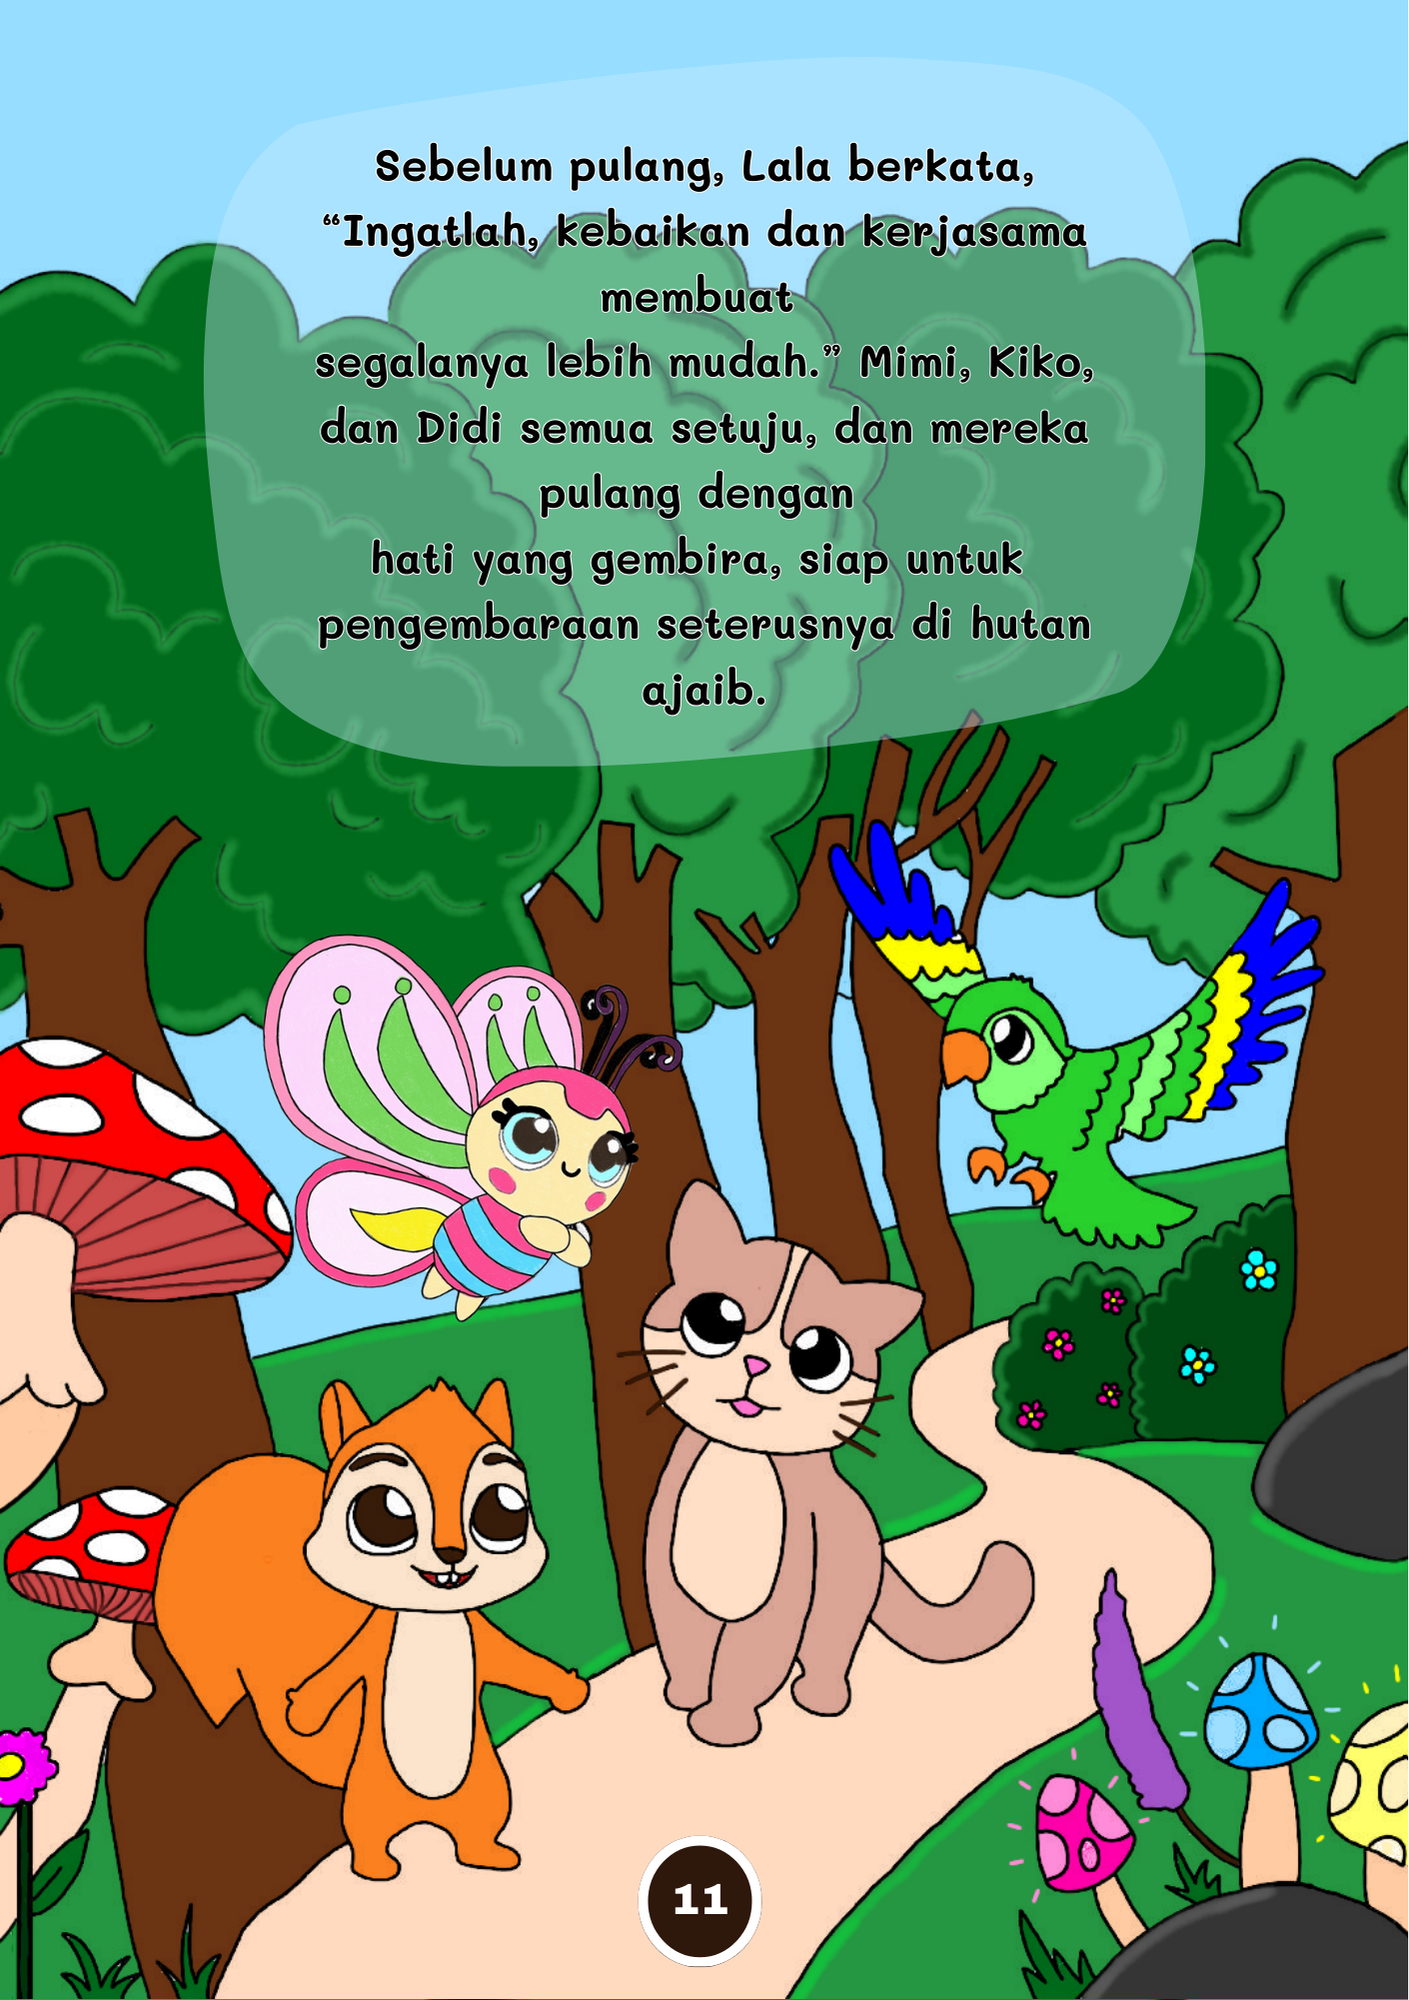 Sebelum pulang, Lala berkata,
“Ingatlah, kebaikan dan kerjasama
membuat
segalanya lebih mudah.” Mimi, Kiko,
dan Didi semua setuju, dan mereka
pulang dengan
hati yang gembira, siap untuk
pengembaraan seterusnya di hutan
ajaib.
11